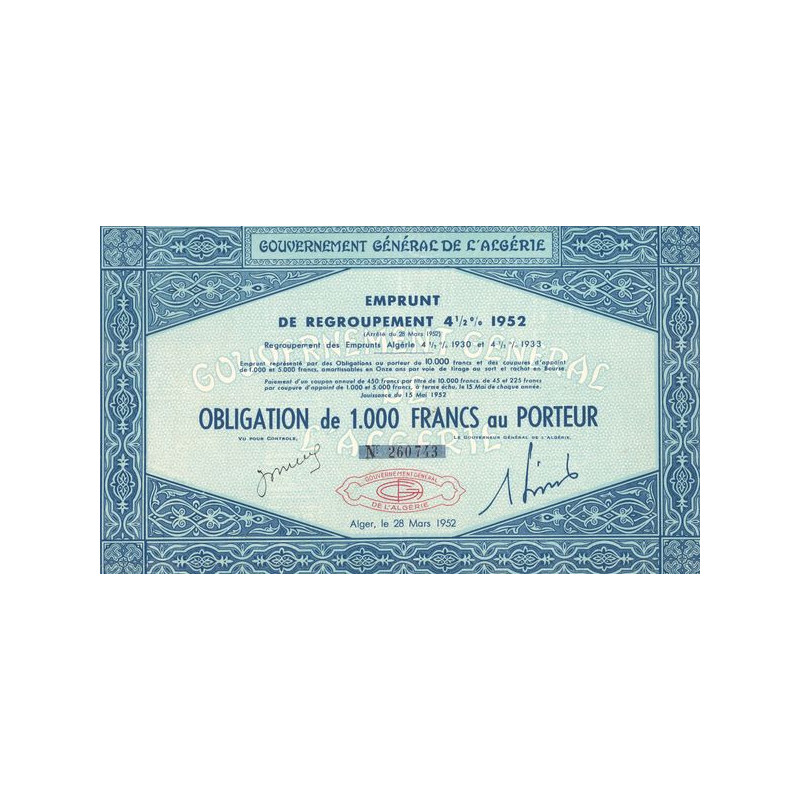 GOUVERNEMENT GÉNÉRAL DE L'ALGÉRIE
EMPRUNT
DE REGROUPEMENT 4 1/2 % 1952
(Arrêté du 28 Mars 1952)
Regroupement des Emprunts Algérie 4 1/2 % 1930 et 4 1/2 % 1933
Emprunt représenté par des Obligations au porteur de 10.000 francs et des coupures d'appoint
de 1.000 et 5.000 francs, amortissables en Onze ans par voie de tirage au sort et rachat en Bourse
Paiement d'un coupon annuel de 450 francs par titre de 10.000 francs, de 45 et 225 francs
par coupure d'appoint de 1.000 et 5.000 francs, à terme échu, le 15 Mai de chaque année.
Jouissance du 15 Mai 1952
GOUVERNEMENT GÉNÉRAL
DE
L'ALGÉRIE
OBLIGATION de 1.000 FRANCS au PORTEUR
VU POUR CONTROLE,
LE GOUVERNEUR GÉNÉRAL DE L'ALGÉRIE,
N° 260743
GOUVERNEMENT GENERAL
DE L'ALGÉRIE
Alger, le 28 Mars 1952